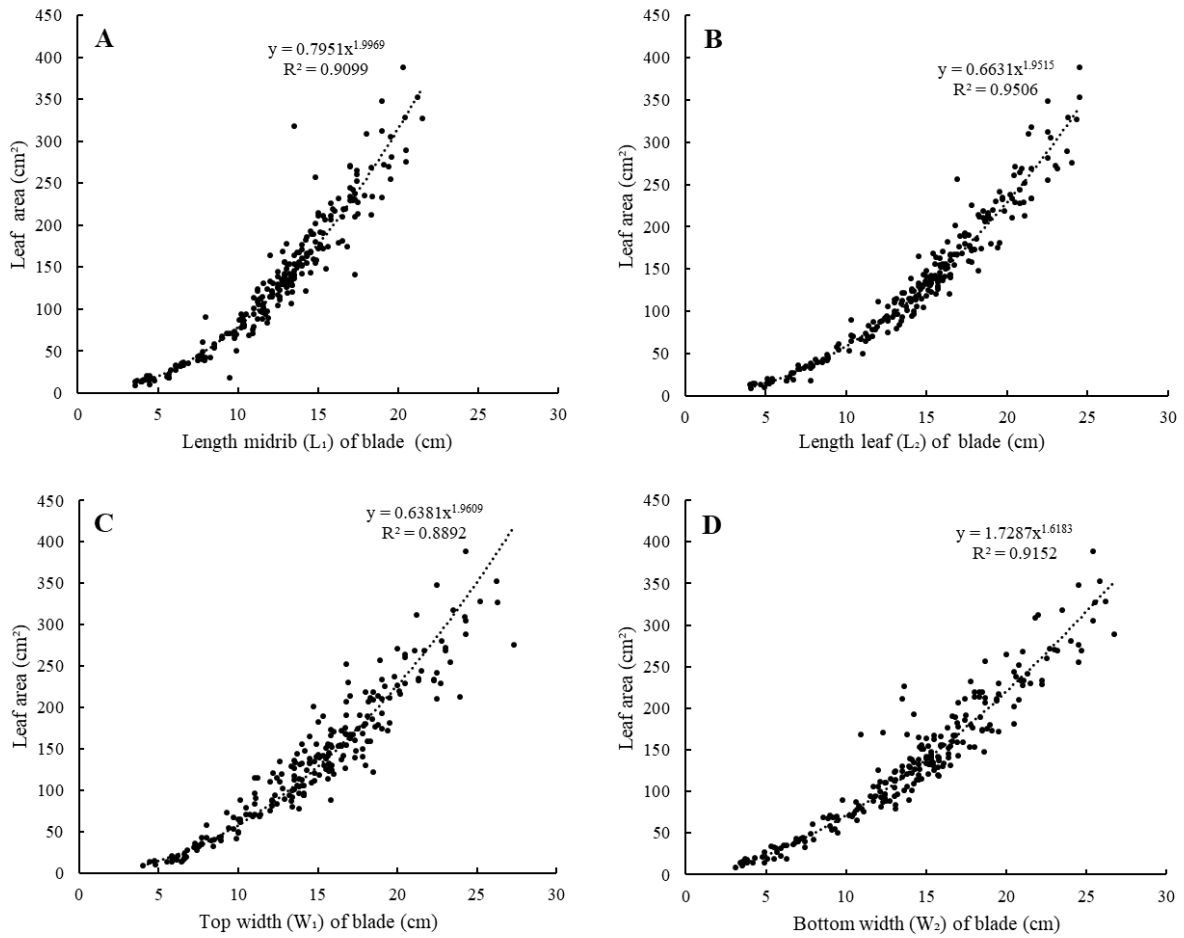 A
y = 0.7951x^1.9969
R² = 0.9099
Leaf area (cm²)
450
400
350
300
250
200
150
100
50
0
0 5 10 15 20 25 30
Length midrib (L₁) of blade (cm)
B
y = 0.6631x^1.9515
R² = 0.9506
Leaf area (cm²)
450
400
350
300
250
200
150
100
50
0
0 5 10 15 20 25 30
Length leaf (L₂) of blade (cm)
C
y = 0.6381x^1.9609
R² = 0.8892
Leaf area (cm²)
450
400
350
300
250
200
150
100
50
0
0 5 10 15 20 25 30
Top width (W₁) of blade (cm)
D
y = 1.7287x^1.6183
R² = 0.9152
Leaf area (cm²)
450
400
350
300
250
200
150
100
50
0
0 5 10 15 20 25 30
Bottom width (W₂) of blade (cm)